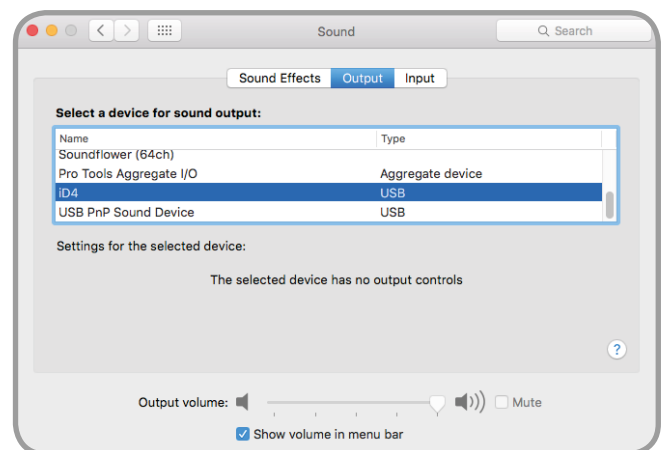 Sound
Search
Sound Effects Output Input
Select a device for sound output:
Name Type
Soundflower (64ch)
Pro Tools Aggregate I/O Aggregate device
iD4 USB
USB PnP Sound Device USB
Settings for the selected device:
The selected device has no output controls
?
Output volume: Mute
Show volume in menu bar